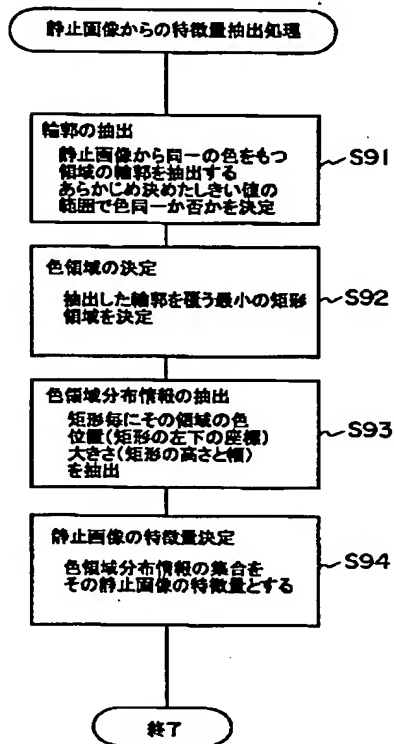 静止画像からの特徴量抽出処理
輪郭の抽出
静止画像から同一の色をもつ
領域の輪郭を抽出する
あらかじめ決めたしきい値の
範囲で色同一か否かを決定
S91
色領域の決定
抽出した輪郭を覆う最小の矩形
領域を決定
S92
色領域分布情報の抽出
矩形毎にその領域の色
位置(矩形の左下の座標)
大きさ(矩形の高さと幅)
を抽出
S93
静止画像の特徴量決定
色領域分布情報の集合を
その静止画像の特徴量とする
S94
終了